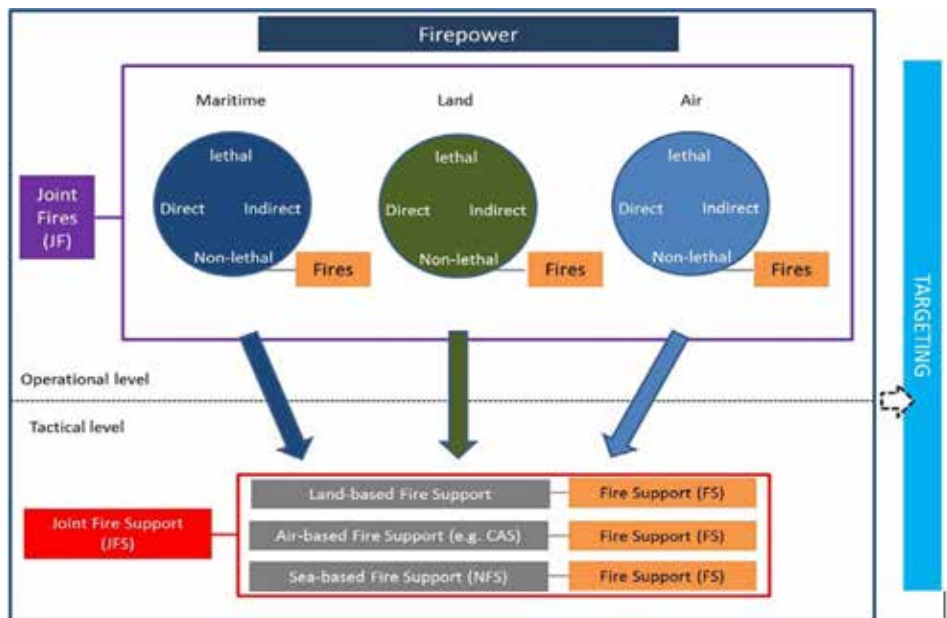 Firepower
Maritime
Land
Air
lethal
Direct
Indirect
Non-lethal
Fires
lethal
Direct
Indirect
Non-lethal
Fires
lethal
Direct
Indirect
Non-lethal
Fires
Joint
Fires
(JF)
Operational level
Tactical level
Joint Fire Support
(JFS)
Land-based Fire Support
Fire Support (FS)
Air-based Fire Support (e.g. CAS)
Fire Support (FS)
Sea-based Fire Support (NFS)
Fire Support (FS)
TARGETING